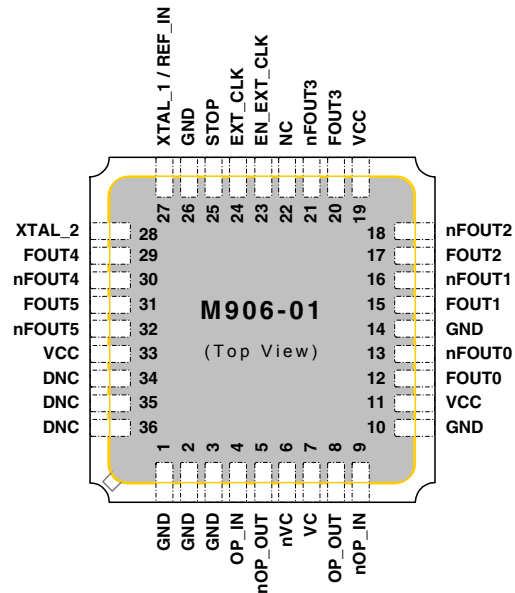 XTAL_1 / REF_IN
GND
STOP
EXT_CLK
EN_EXT_CLK
NC
nFOUT3
FOUT3
VCC
27
26
25
24
23
22
21
20
19
XTAL_2 28
FOUT4 29
nFOUT4 30
FOUT5 31
nFOUT5 32
VCC 33
DNC 34
DNC 35
DNC 36
M906-01
(Top View)
18 nFOUT2
17 FOUT2
16 nFOUT1
15 FOUT1
14 GND
13 nFOUT0
12 FOUT0
11 VCC
10 GND
1
2
3
4
5
6
7
8
9
GND
GND
GND
OP_IN
nOP_OUT
nVC
VC
OP_OUT
nOP_IN